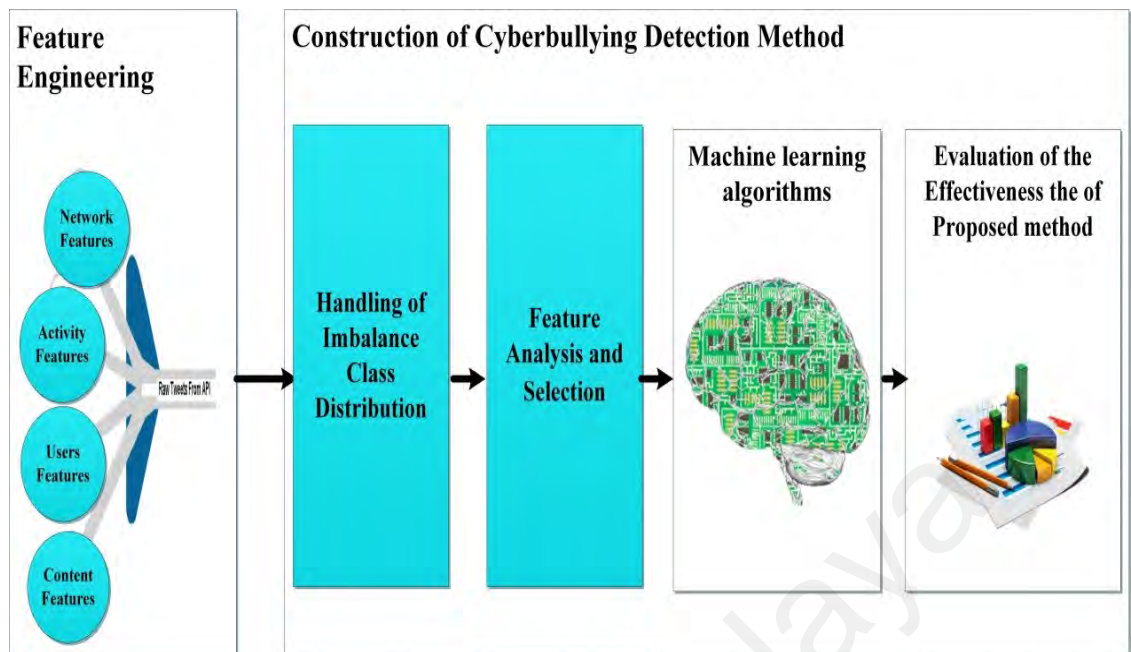 Feature
Engineering
Network
Features
Activity
Features
Users
Features
Content
Features
Raw Tweets From API
Construction of Cyberbullying Detection Method
Handling of
Imbalance
Class
Distribution
Feature
Analysis and
Selection
Machine learning
algorithms
Evaluation of the
Effectiveness the of
Proposed method
laya